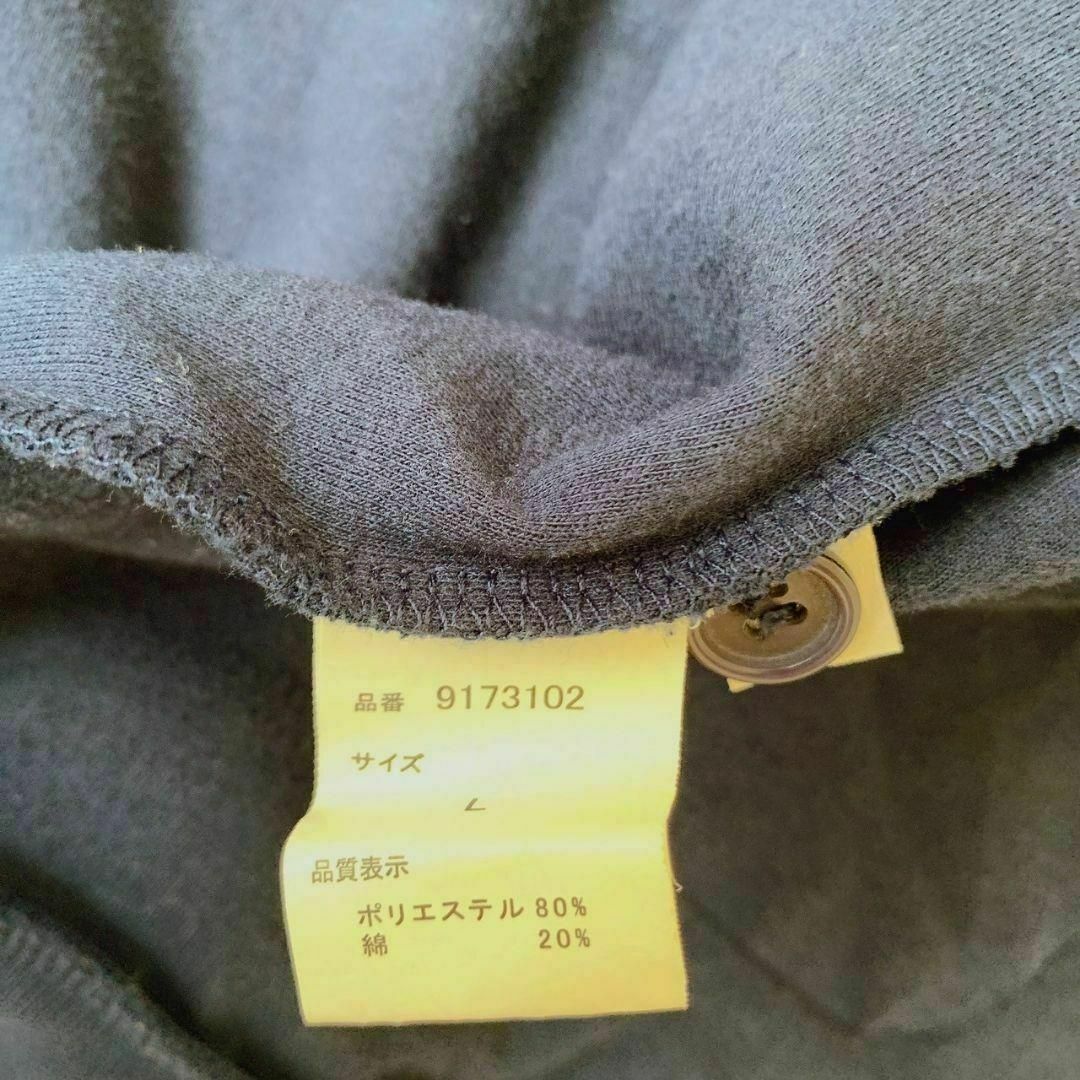 品番 9173102
サイズ
L
品質表示
ポリエステル 80%
綿 20%